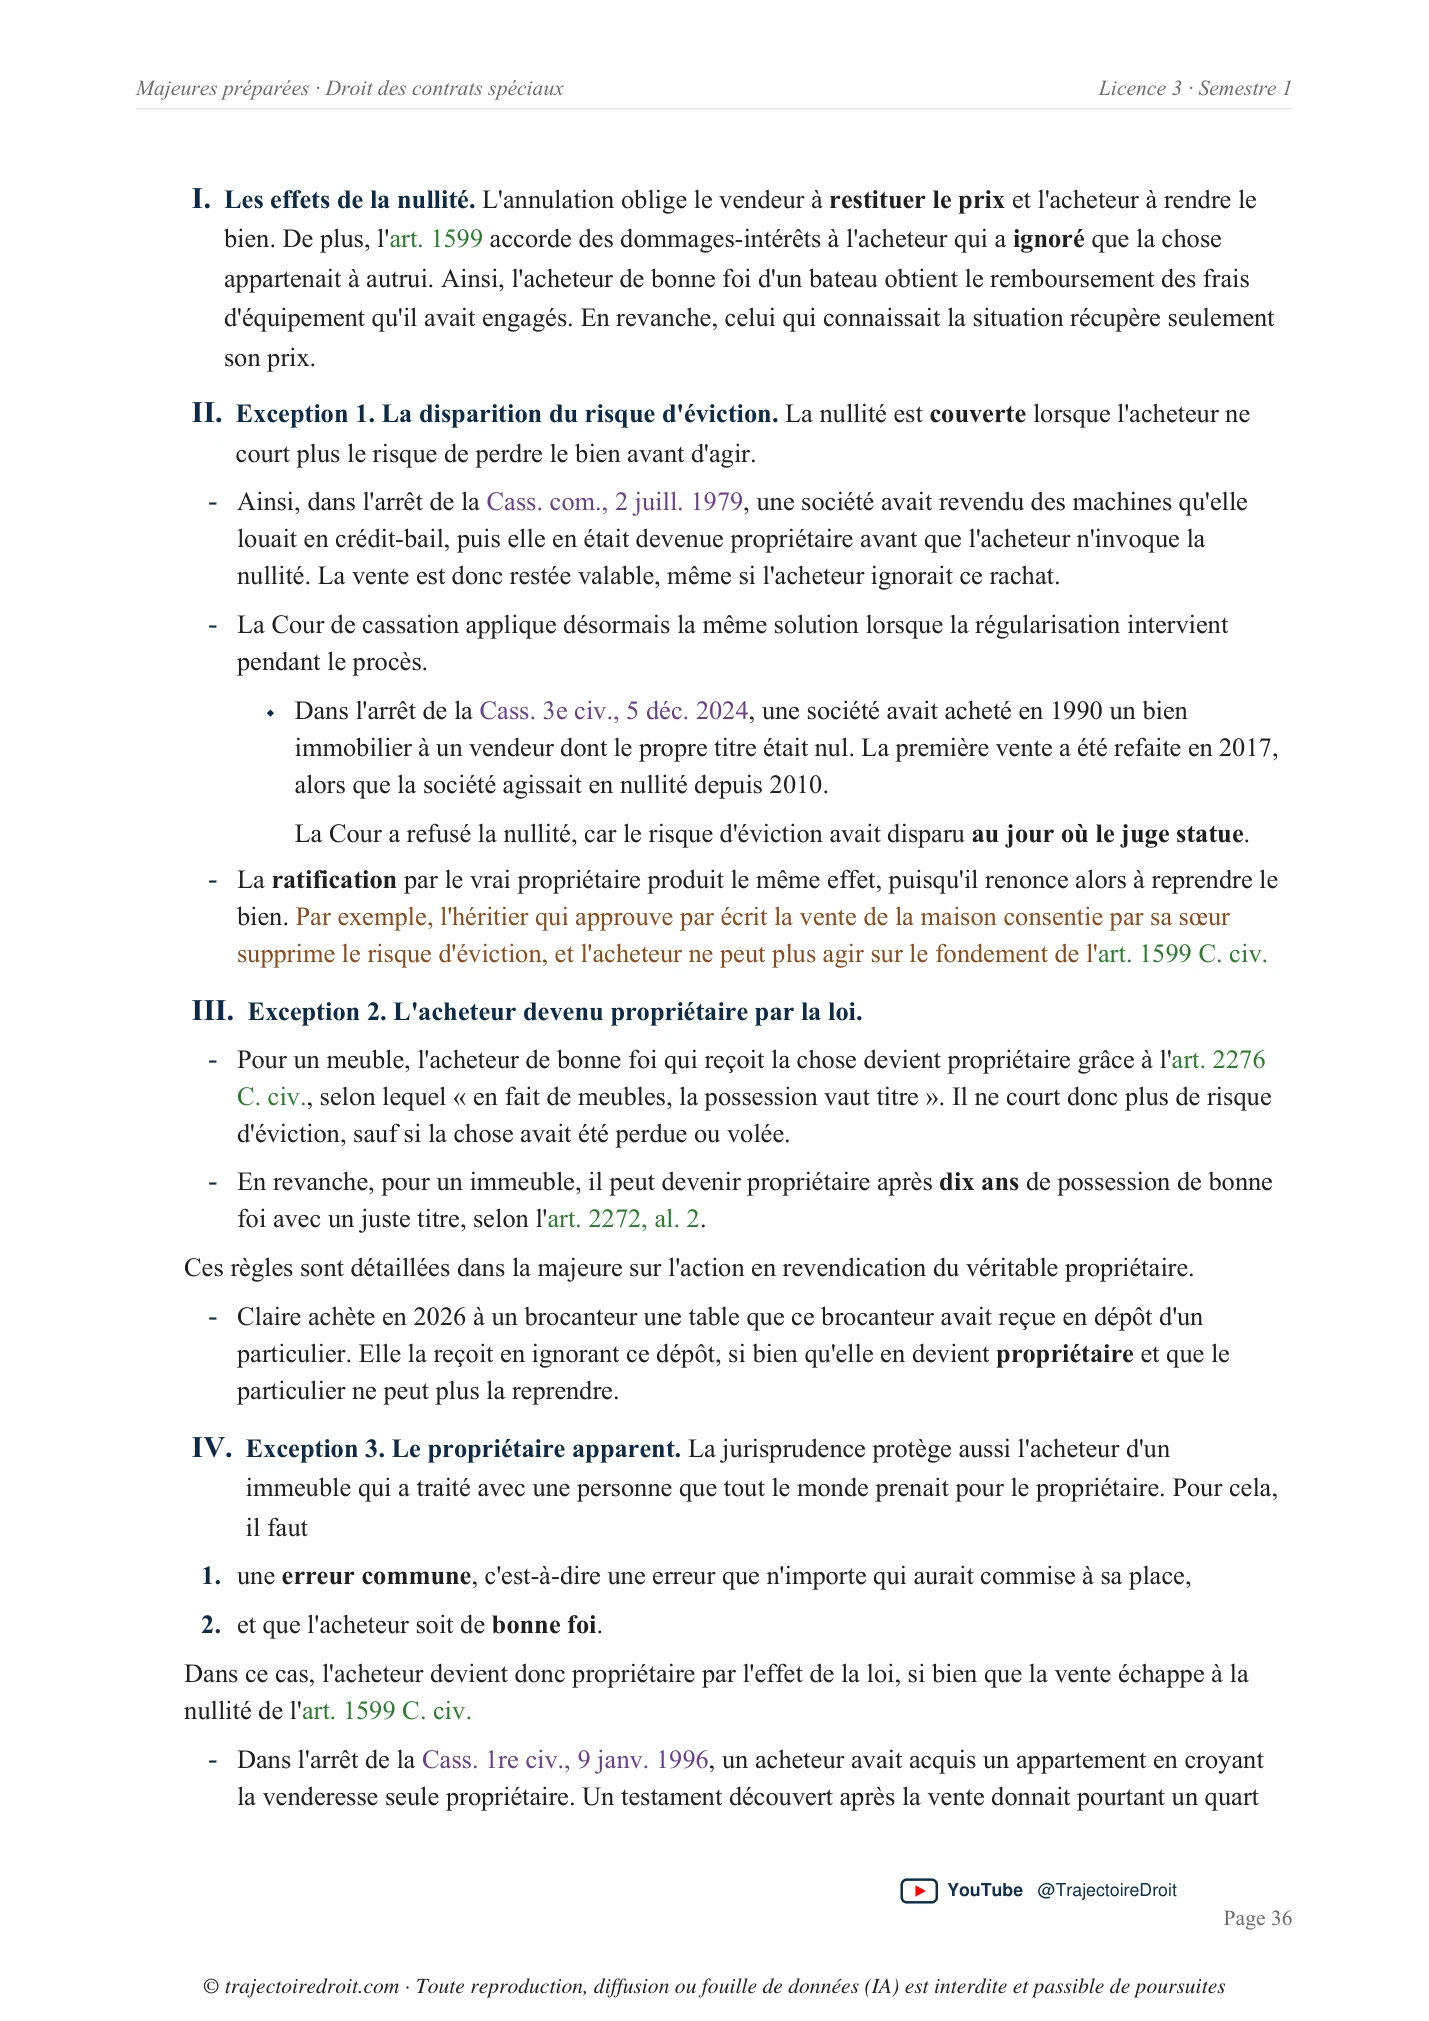 Majeures préparées · Droit des contrats spéciaux
Licence 3 · Semestre 1
I. Les effets de la nullité. L'annulation oblige le vendeur à restituer le prix et l'acheteur à rendre le
bien. De plus, l'art. 1599 accorde des dommages-intérêts à l'acheteur qui a ignoré que la chose
appartenait à autrui. Ainsi, l'acheteur de bonne foi d'un bateau obtient le remboursement des frais
d'équipement qu'il avait engagés. En revanche, celui qui connaissait la situation récupère seulement
son prix.
II. Exception 1. La disparition du risque d'éviction. La nullité est couverte lorsque l'acheteur ne
court plus le risque de perdre le bien avant d'agir.
- Ainsi, dans l'arrêt de la Cass. com., 2 juill. 1979, une société avait revendu des machines qu'elle
louait en crédit-bail, puis elle en était devenue propriétaire avant que l'acheteur n'invoque la
nullité. La vente est donc restée valable, même si l'acheteur ignorait ce rachat.
- La Cour de cassation applique désormais la même solution lorsque la régularisation intervient
pendant le procès.
⬩ Dans l'arrêt de la Cass. 3e civ., 5 déc. 2024, une société avait acheté en 1990 un bien
immobilier à un vendeur dont le propre titre était nul. La première vente a été refaite en 2017,
alors que la société agissait en nullité depuis 2010.
La Cour a refusé la nullité, car le risque d'éviction avait disparu au jour où le juge statue.
- La ratification par le vrai propriétaire produit le même effet, puisqu'il renonce alors à reprendre le
bien. Par exemple, l'héritier qui approuve par écrit la vente de la maison consentie par sa sœur
supprime le risque d'éviction, et l'acheteur ne peut plus agir sur le fondement de l'art. 1599 C. civ.
III. Exception 2. L'acheteur devenu propriétaire par la loi.
- Pour un meuble, l'acheteur de bonne foi qui reçoit la chose devient propriétaire grâce à l'art. 2276
C. civ., selon lequel « en fait de meubles, la possession vaut titre ». Il ne court donc plus de risque
d'éviction, sauf si la chose avait été perdue ou volée.
- En revanche, pour un immeuble, il peut devenir propriétaire après dix ans de possession de bonne
foi avec un juste titre, selon l'art. 2272, al. 2.
Ces règles sont détaillées dans la majeure sur l'action en revendication du véritable propriétaire.
- Claire achète en 2026 à un brocanteur une table que ce brocanteur avait reçue en dépôt d'un
particulier. Elle la reçoit en ignorant ce dépôt, si bien qu'elle en devient propriétaire et que le
particulier ne peut plus la reprendre.
IV. Exception 3. Le propriétaire apparent. La jurisprudence protège aussi l'acheteur d'un
immeuble qui a traité avec une personne que tout le monde prenait pour le propriétaire. Pour cela,
il faut
1. une erreur commune, c'est-à-dire une erreur que n'importe qui aurait commise à sa place,
2. et que l'acheteur soit de bonne foi.
Dans ce cas, l'acheteur devient donc propriétaire par l'effet de la loi, si bien que la vente échappe à la
nullité de l'art. 1599 C. civ.
- Dans l'arrêt de la Cass. 1re civ., 9 janv. 1996, un acheteur avait acquis un appartement en croyant
la venderesse seule propriétaire. Un testament découvert après la vente donnait pourtant un quart
YouTube @TrajectoireDroit
Page 36
© trajectoiredroit.com · Toute reproduction, diffusion ou fouille de données (IA) est interdite et passible de poursuites